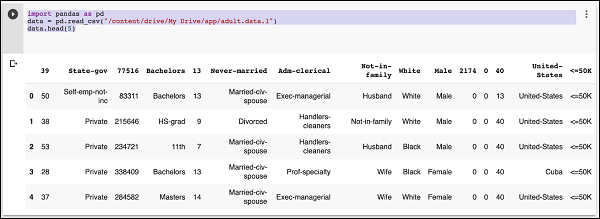 import pandas as pd
data = pd.read_csv("/content/drive/My Drive/app/adult.data.1")
data.head(5)
39 State-gov 77516 Bachelors 13 Never-married Adm-clerical Not-in-family White Male 2174 0 40 United-States <=50K
0 50 Self-emp-not-inc 83311 Bachelors 13 Married-civ-spouse Exec-managerial Husband White Male 0 0 13 United-States <=50K
1 38 Private 215646 HS-grad 9 Divorced Handlers-cleaners Not-in-family White Male 0 0 40 United-States <=50K
2 53 Private 234721 11th 7 Married-civ-spouse Handlers-cleaners Husband Black Male 0 0 40 United-States <=50K
3 28 Private 338409 Bachelors 13 Married-civ-spouse Prof-specialty Wife Black Female 0 0 40 Cuba <=50K
4 37 Private 284582 Masters 14 Married-civ-spouse Exec-managerial Wife White Female 0 0 40 United-States <=50K